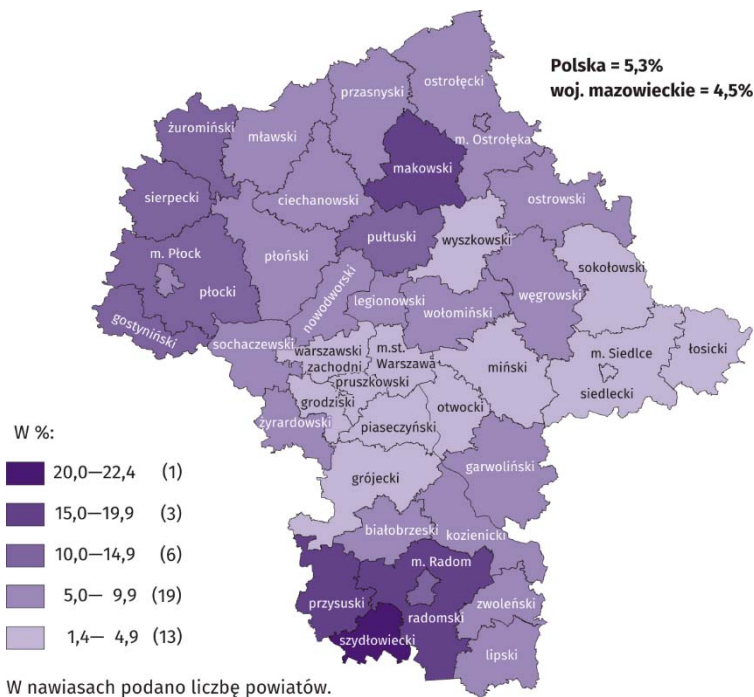 Polska = 5,3%
woj. mazowieckie = 4,5%
ostrołęcki
przasnyski
żuromiński
mławski
m. Ostrołęka
makowski
sierpecki
ciechanowski
ostrowski
pułtuski
wyszkowski
m. Płock
płoński
sokołowski
płocki
nowodworski
legionowski
wołomiński
węgrowski
gostyniński
sochaczewski
warszawski
zachodni
m.st.
Warszawa
miński
m. Siedlce
łosicki
pruszkowski
siedlecki
grodziski
otwocki
żyrardowski
piaseczyński
W %:
garwoliński
20,0—22,4 (1)
grójecki
15,0—19,9 (3)
białobrzeski
kozienicki
10,0—14,9 (6)
m. Radom
5,0— 9,9 (19)
przysuski
zwoleński
radomski
1,4— 4,9 (13)
szydłowiecki
lipski
W nawiasach podano liczbę powiatów.